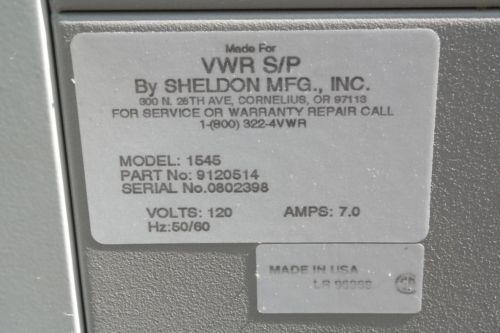 Made For
VWR S/P
By SHELDON MFG., INC.
300 N. 26TH AVE, CORNELIUS, OR 97113
FOR SERVICE OR WARRANTY REPAIR CALL
1-(800) 322-4VWR
MODEL: 1545
PART No: 9120514
SERIAL No.0802398
VOLTS: 120 AMPS: 7.0
Hz:50/60
MADE IN USA
LR